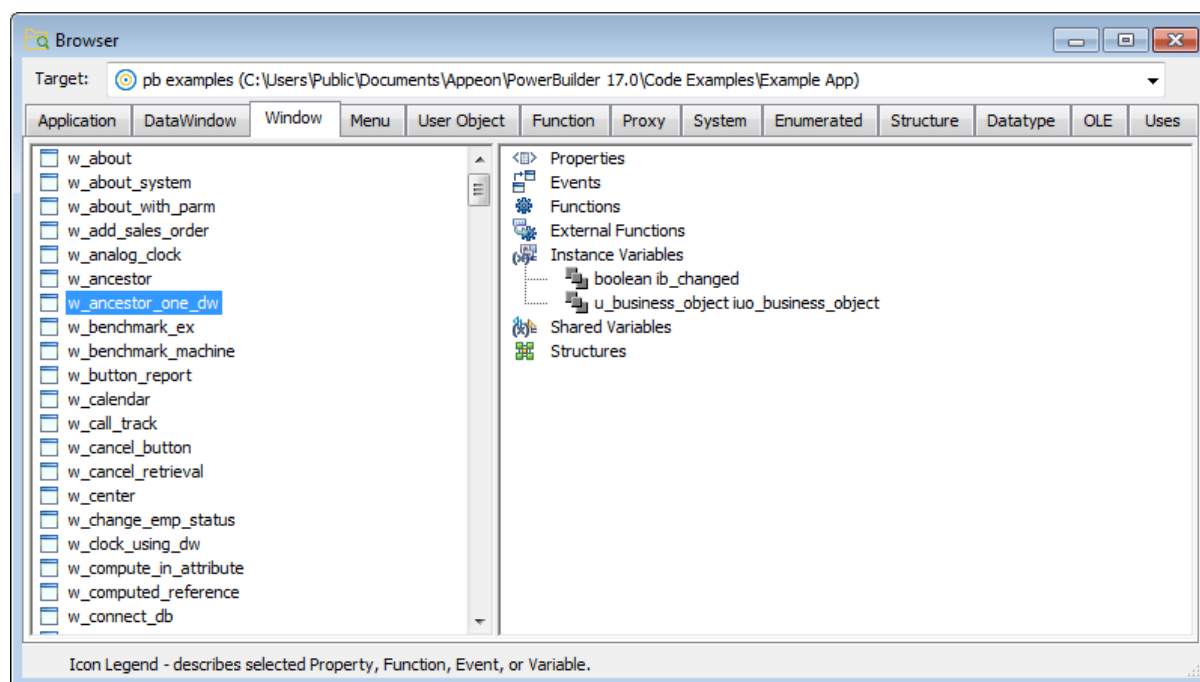 Browser
Target: pb examples (C:\Users\Public\Documents\Appeon\PowerBuilder 17.0\Code Examples\Example App)
Application DataWindow Window Menu User Object Function Proxy System Enumerated Structure Datatype OLE Uses
w_about
w_about_system
w_about_with_parm
w_add_sales_order
w_analog_clock
w_ancestor
w_ancestor_one_dw
w_benchmark_ex
w_benchmark_machine
w_button_report
w_calendar
w_call_track
w_cancel_button
w_cancel_retrieval
w_center
w_change_emp_status
w_clock_using_dw
w_compute_in_attribute
w_computed_reference
w_connect_db
Properties
Events
Functions
External Functions
Instance Variables
boolean ib_changed
u_business_object iuo_business_object
Shared Variables
Structures
Icon Legend - describes selected Property, Function, Event, or Variable.